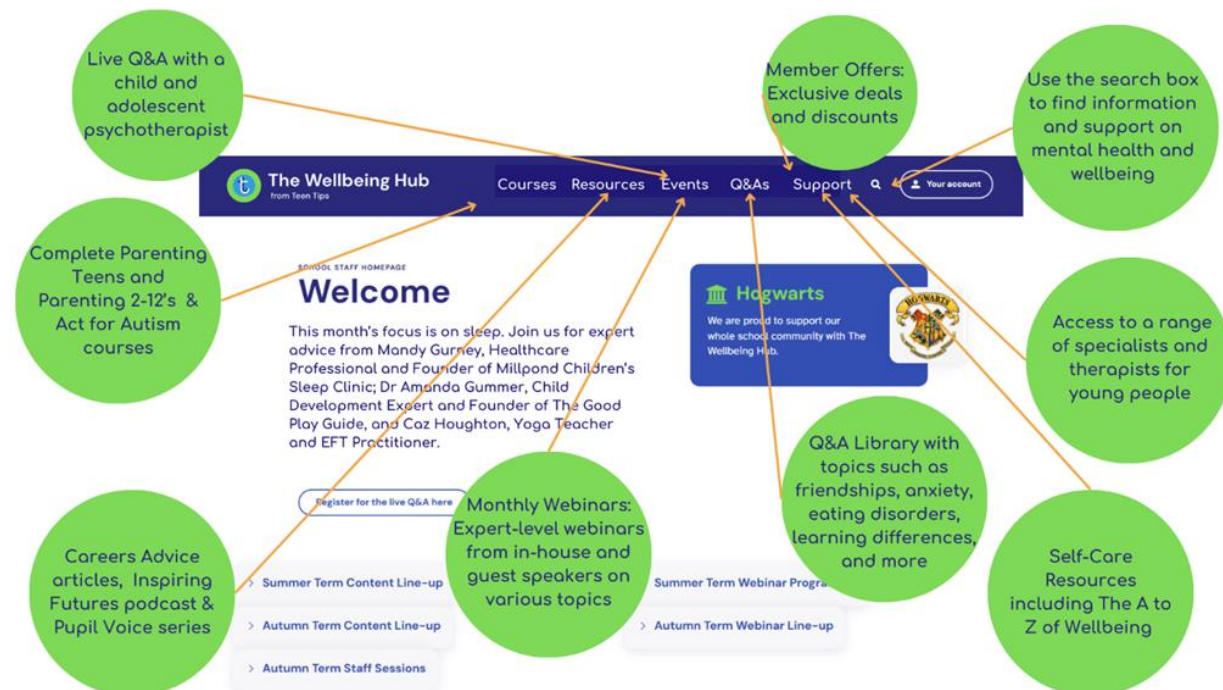 Live Q&A with a
child and
adolescent
psychotherapist
Member Offers:
Exclusive deals
and discounts
Use the search box
to find information
and support on
mental health and
wellbeing
The Wellbeing Hub
from Teen Tips
Courses
Resources
Events
Q&As
Support
Your account
Complete Parenting
Teens and
Parenting 2-12's &
Act for Autism
courses
SCHOOL STAFF HOMEPAGE
Welcome
This month's focus is on sleep. Join us for expert
advice from Mandy Gurney, Healthcare
Professional and Founder of Millpond Children's
Sleep Clinic; Dr Amanda Gummer, Child
Development Expert and Founder of The Good
Play Guide, and Caz Houghton, Yoga Teacher
and EFT Practitioner.
Register for the live Q&A here
Hogwarts
We are proud to support our
whole school community with The
Wellbeing Hub.
HOGWARTS
Access to a range
of specialists and
therapists for
young people
Careers Advice
articles, Inspiring
Futures podcast &
Pupil Voice series
Monthly Webinars:
Expert-level webinars
from in-house and
guest speakers on
various topics
Q&A Library with
topics such as
friendships, anxiety,
eating disorders,
learning differences,
and more
Self-Care
Resources
including The A to
Z of Wellbeing
Summer Term Content Line-up
Autumn Term Content Line-up
Autumn Term Staff Sessions
Summer Term Webinar Progra
Autumn Term Webinar Line-up